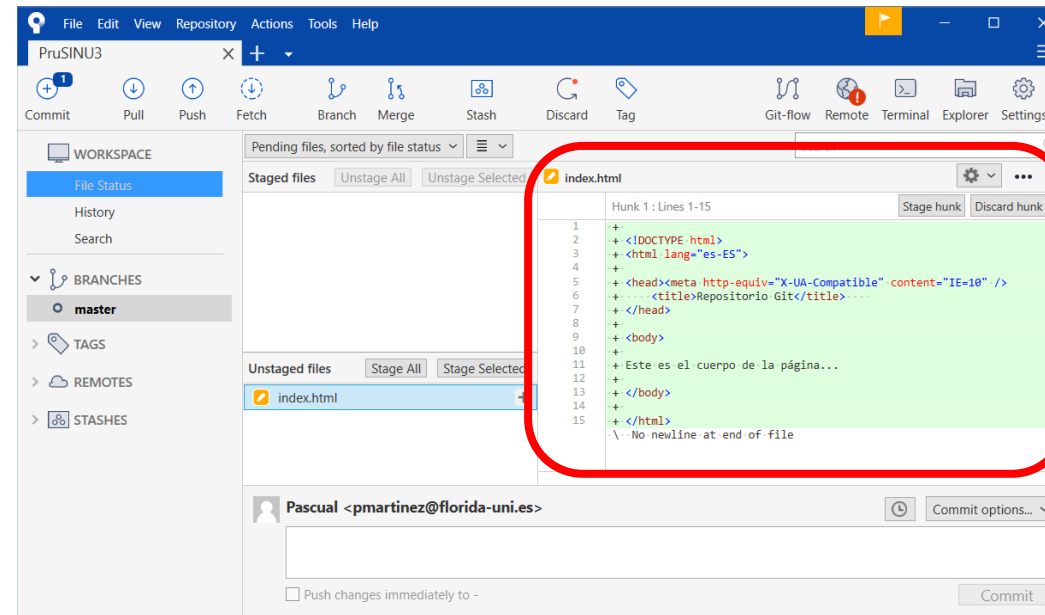 File Edit View Repository Actions Tools Help
PruSINU3
1
Commit Pull Push Fetch Branch Merge Stash Discard Tag Git-flow Remote Terminal Explorer Settings
WORKSPACE
File Status
History
Search
BRANCHES
master
TAGS
REMOTES
STASHES
Pending files, sorted by file status
Staged files Unstage All Unstage Selected
Unstaged files Stage All Stage Selected
index.html +
index.html
Hunk 1 : Lines 1-15 Stage hunk Discard hunk
1 +
2 + <!DOCTYPE html>
3 + <html lang="es-ES">
4 +
5 + <head><meta http-equiv="X-UA-Compatible" content="IE=10" />
6 + <title>Repositorio Git</title>
7 + </head>
8 +
9 + <body>
10 +
11 + Este es el cuerpo de la página...
12 +
13 + </body>
14 +
15 + </html>
\ No newline at end of file
Pascual <pmartinez@florida-uni.es>
Commit options...
Push changes immediately to -
Commit